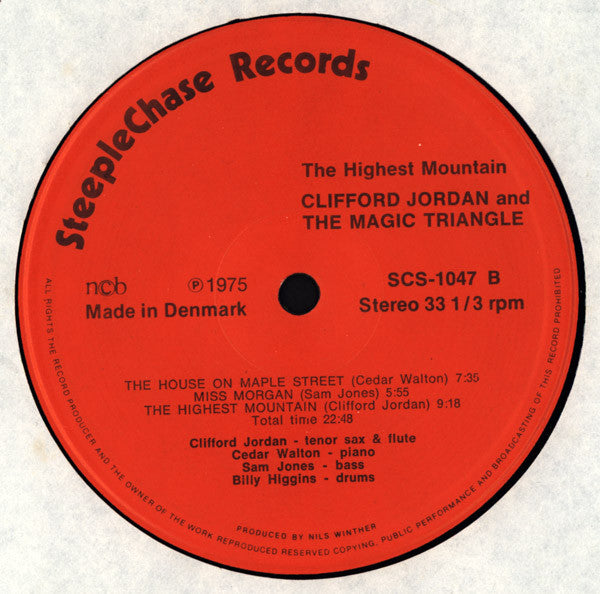 SteepleChase Records
The Highest Mountain
CLIFFORD JORDAN and
THE MAGIC TRIANGLE
ncb ℗ 1975 SCS-1047 B
Made in Denmark Stereo 33 1/3 rpm
THE HOUSE ON MAPLE STREET (Cedar Walton) 7:35
MISS MORGAN (Sam Jones) 5:55
THE HIGHEST MOUNTAIN (Clifford Jordan) 9:18
Total time 22:48
Clifford Jordan - tenor sax & flute
Cedar Walton - piano
Sam Jones - bass
Billy Higgins - drums
PRODUCED BY NILS WINTHER
ALL RIGHTS THE RECORD PRODUCER AND THE OWNER OF THE WORK REPRODUCED RESERVED COPYING, PUBLIC PERFORMANCE AND BROADCASTING OF THIS RECORD PROHIBITED